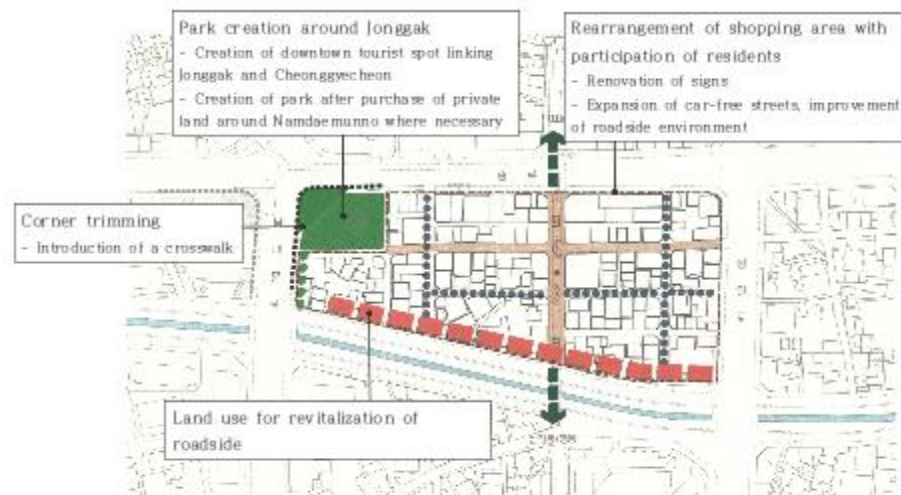 Park creation around Jonggak
- Creation of downtown tourist spot linking
Jonggak and Cheonggyecheon
- Creation of park after purchase of private
land around Namdaemunno where necessary
Rearrangement of shopping area with
participation of residents
- Renovation of signs
- Expansion of car-free streets, improvement
of roadside environment
Corner trimming
- Introduction of a crosswalk
Land use for revitalization of
roadside